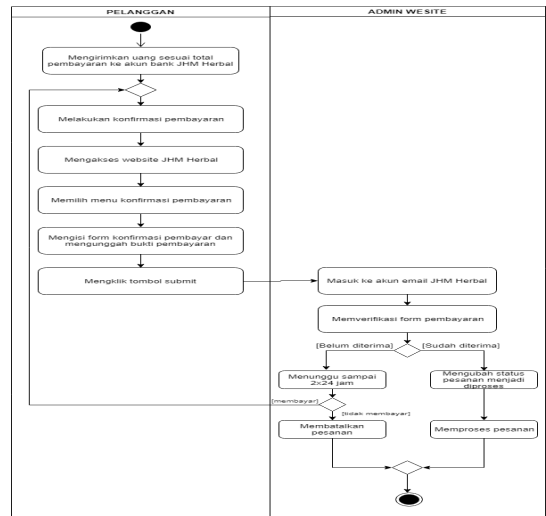 PELANGGAN
ADMIN WESITE
Mengirimkan uang sesuai total
pembayaran ke akun bank JHM Herbal
Melakukan konfirmasi pembayaran
Mengakses website JHM Herbal
Memilih menu konfirmasi pembayaran
Mengisi form konfirmasi pembayar dan
mengunggah bukti pembayaran
Mengklik tombol submit
Masuk ke akun email JHM Herbal
Memverifikasi form pembayaran
[Belum diterima]
[Sudah diterima]
Menunggu sampai
2x24 jam
Mengubah status
pesanan menjadi
diproses
[membayar]
[tidak membayar]
Membatalkan
pesanan
Memproses pesanan